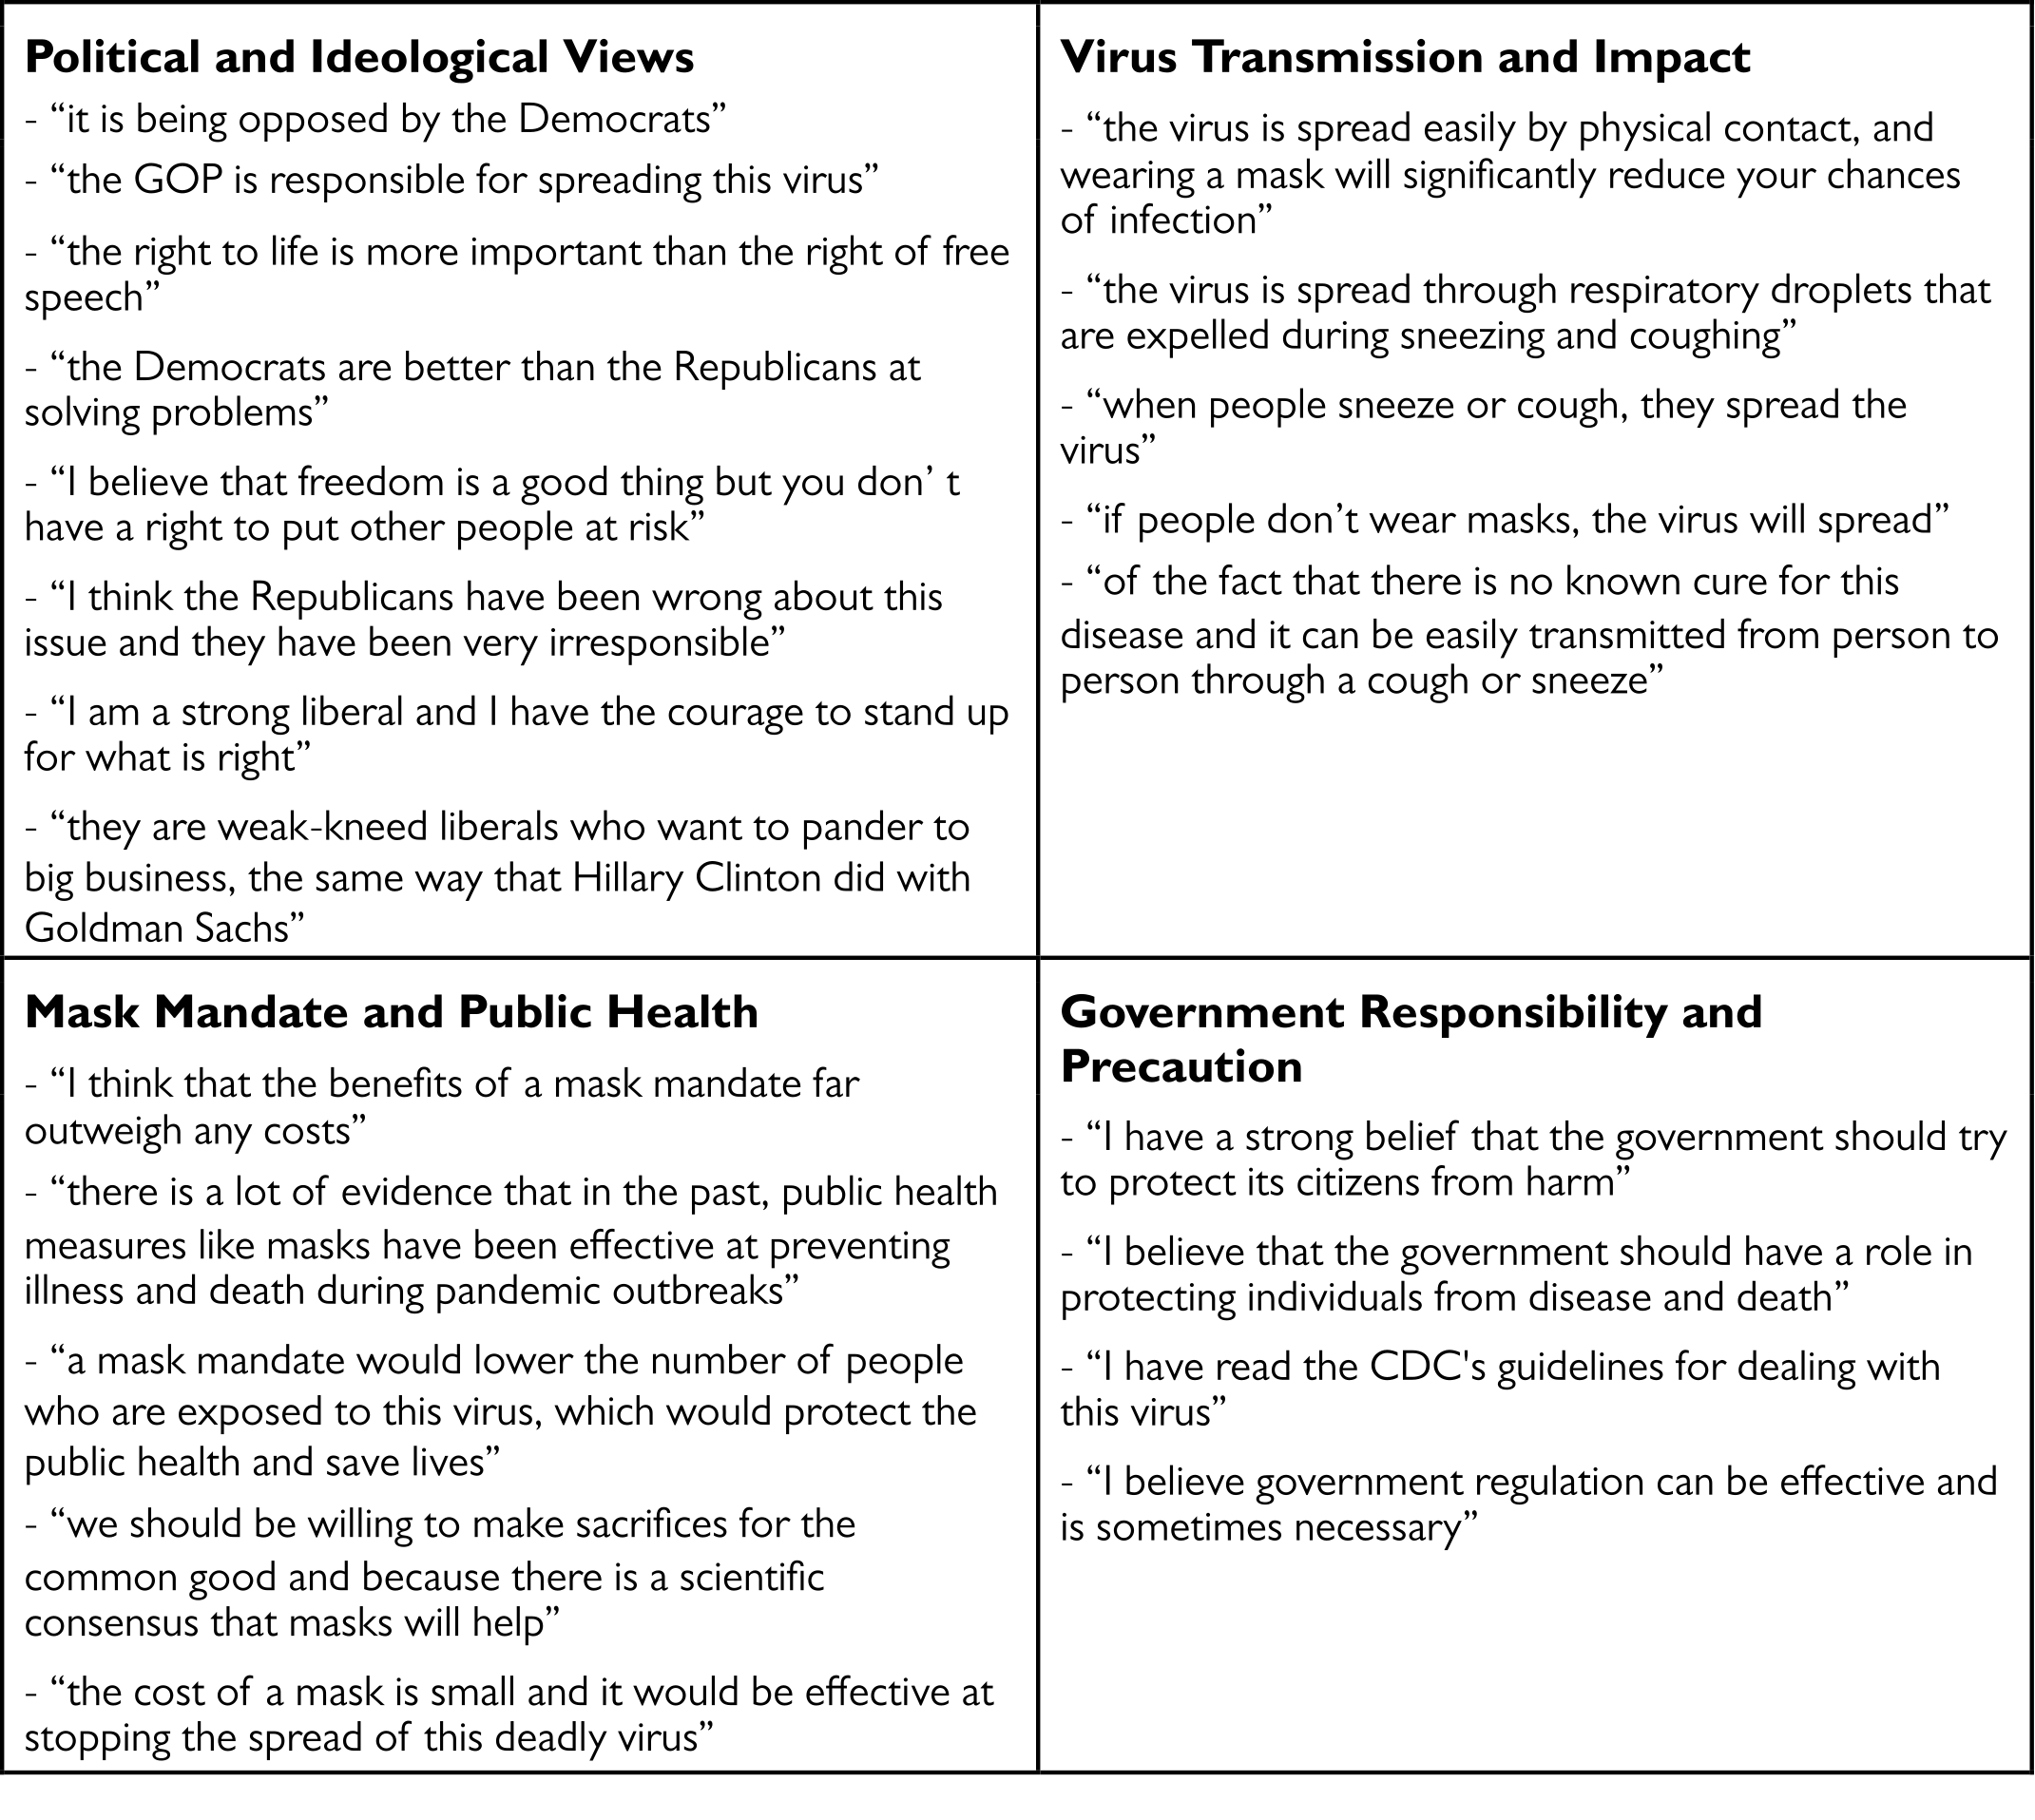 Political and Ideological Views
- “it is being opposed by the Democrats”
- “the GOP is responsible for spreading this virus”
- “the right to life is more important than the right of free
speech”
- “the Democrats are better than the Republicans at
solving problems”
- “I believe that freedom is a good thing but you don’ t
have a right to put other people at risk”
- “I think the Republicans have been wrong about this
issue and they have been very irresponsible”
- “I am a strong liberal and I have the courage to stand up
for what is right”
- “they are weak-kneed liberals who want to pander to
big business, the same way that Hillary Clinton did with
Goldman Sachs”
Virus Transmission and Impact
- “the virus is spread easily by physical contact, and
wearing a mask will significantly reduce your chances
of infection”
- “the virus is spread through respiratory droplets that
are expelled during sneezing and coughing”
- “when people sneeze or cough, they spread the
virus”
- “if people don’t wear masks, the virus will spread”
- “of the fact that there is no known cure for this
disease and it can be easily transmitted from person to
person through a cough or sneeze”
Mask Mandate and Public Health
- “I think that the benefits of a mask mandate far
outweigh any costs”
- “there is a lot of evidence that in the past, public health
measures like masks have been effective at preventing
illness and death during pandemic outbreaks”
- “a mask mandate would lower the number of people
who are exposed to this virus, which would protect the
public health and save lives”
- “we should be willing to make sacrifices for the
common good and because there is a scientific
consensus that masks will help”
- “the cost of a mask is small and it would be effective at
stopping the spread of this deadly virus”
Government Responsibility and
Precaution
- “I have a strong belief that the government should try
to protect its citizens from harm”
- “I believe that the government should have a role in
protecting individuals from disease and death”
- “I have read the CDC's guidelines for dealing with
this virus”
- “I believe government regulation can be effective and
is sometimes necessary”